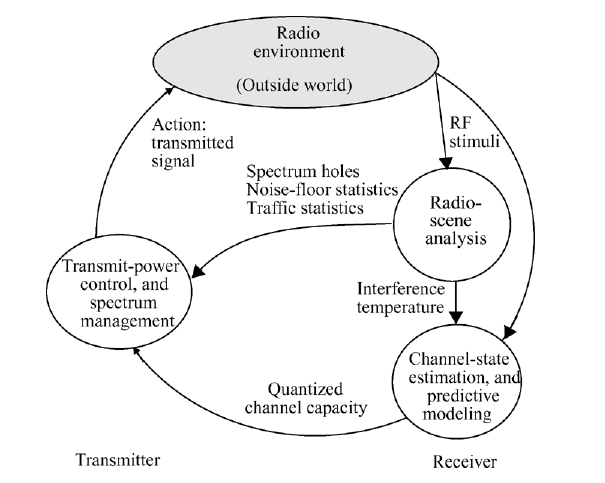 Radio
environment
(Outside world)
Action:
transmitted
signal
RF
stimuli
Spectrum holes
Noise-floor statistics
Traffic statistics
Radio-
scene
analysis
Transmit-power
control, and
spectrum
management
Interference
temperature
Channel-state
estimation, and
predictive
modeling
Quantized
channel capacity
Transmitter
Receiver